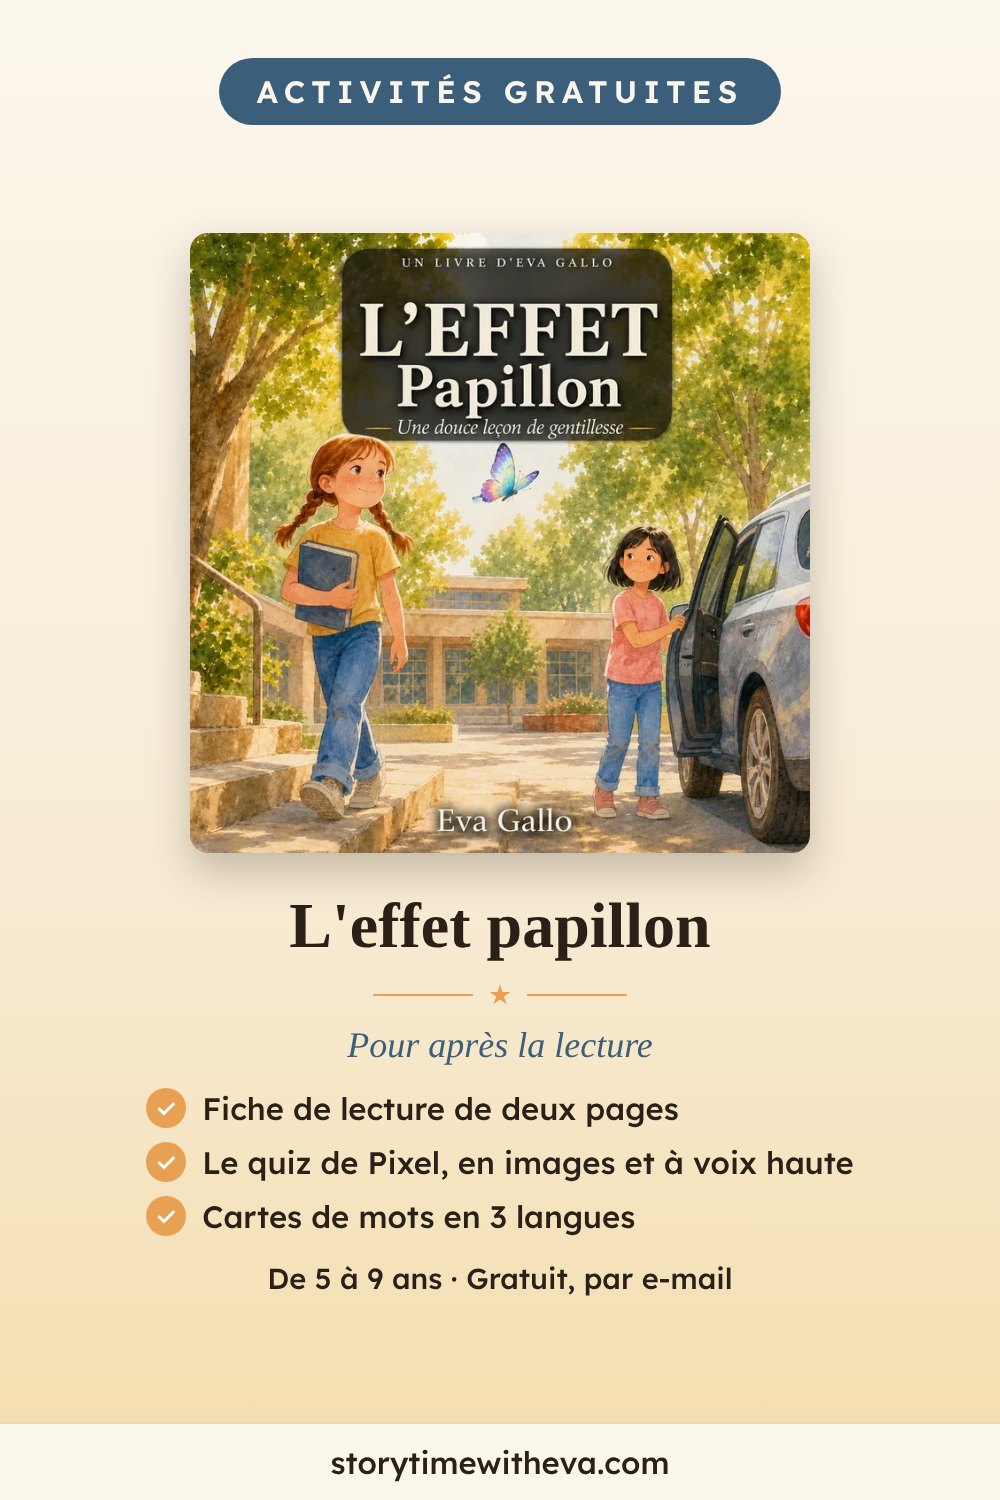 ACTIVITÉS GRATUITES
UN LIVRE D'EVA GALLO
L’EFFET
Papillon
Une douce leçon de gentillesse
Eva Gallo
L'effet papillon
Pour après la lecture
Fiche de lecture de deux pages
Le quiz de Pixel, en images et à voix haute
Cartes de mots en 3 langues
De 5 à 9 ans · Gratuit, par e-mail
storytimewitheva.com